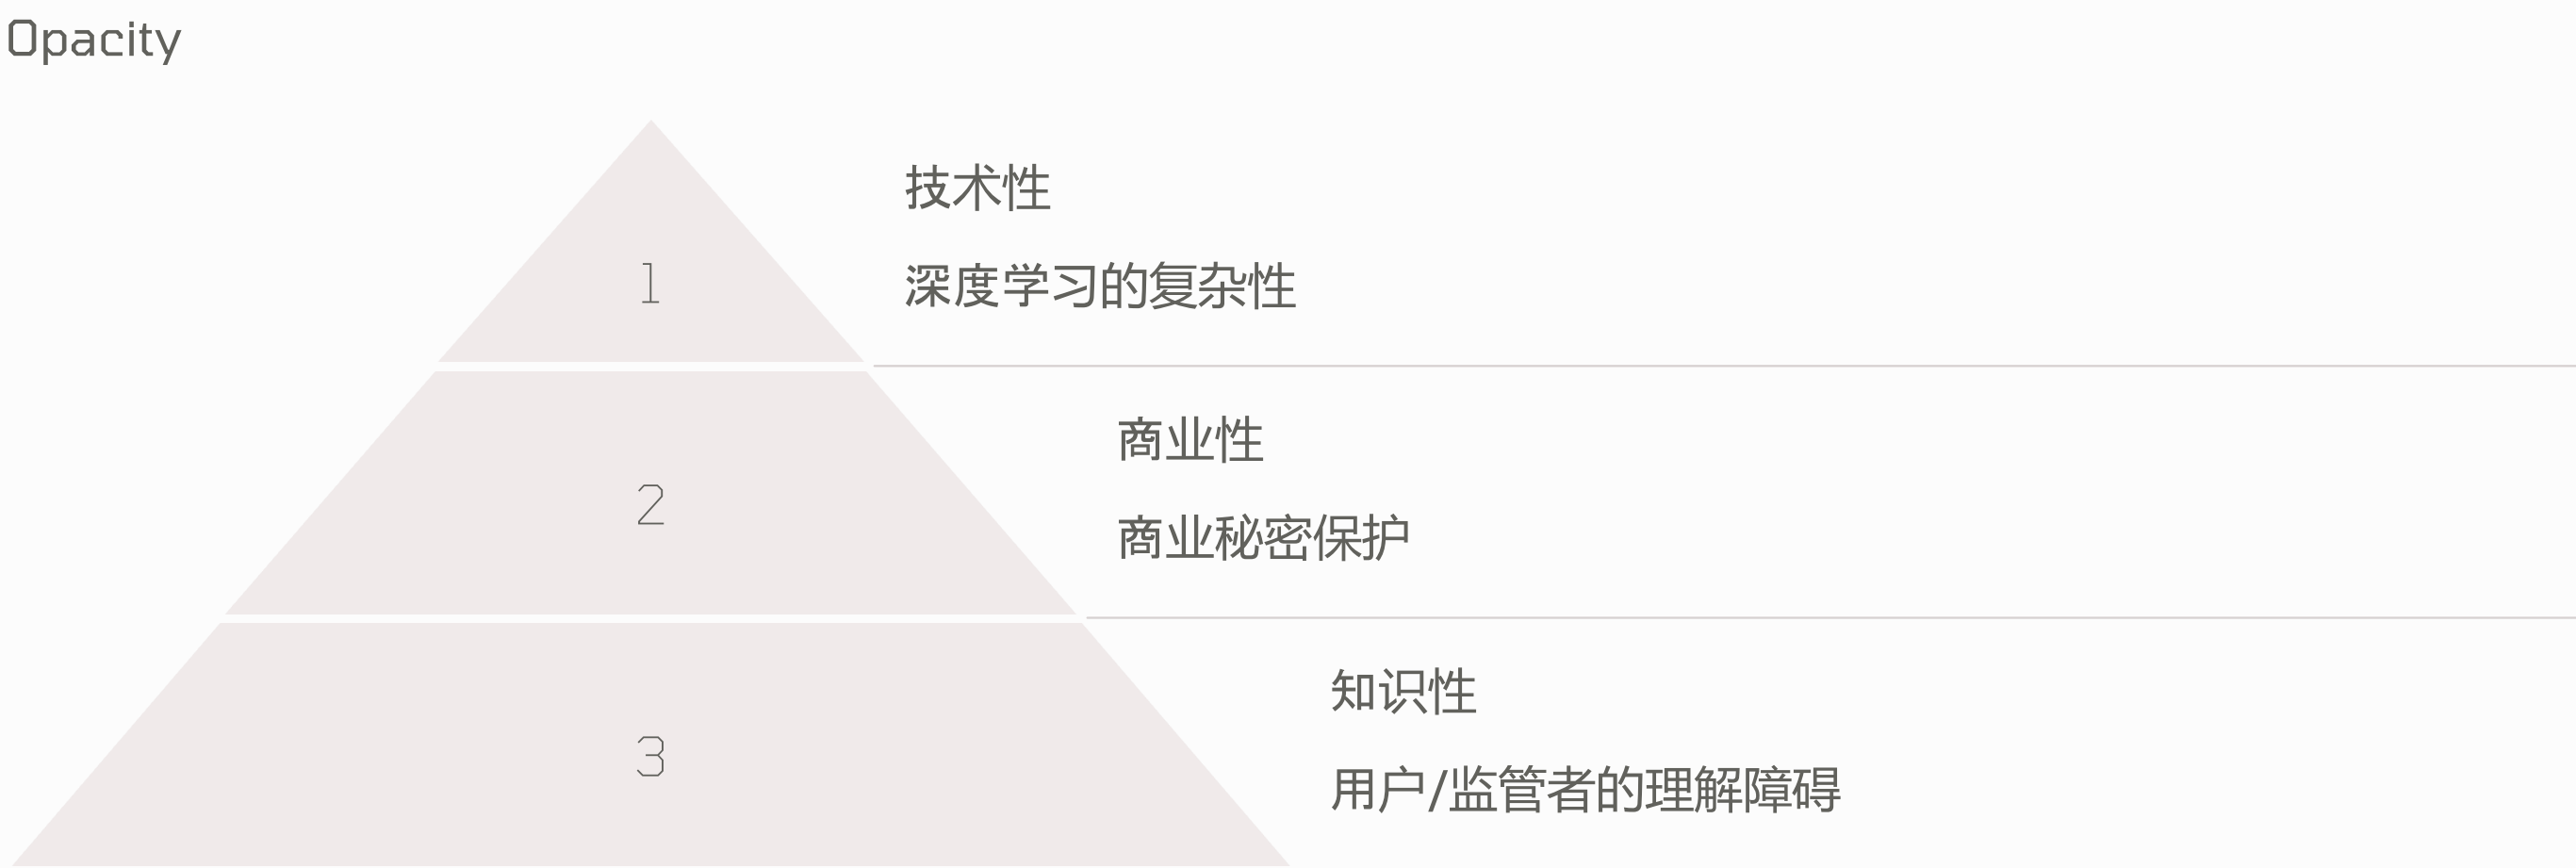 Opacity
1
技术性
深度学习的复杂性
2
商业性
商业秘密保护
3
知识性
用户/监管者的理解障碍